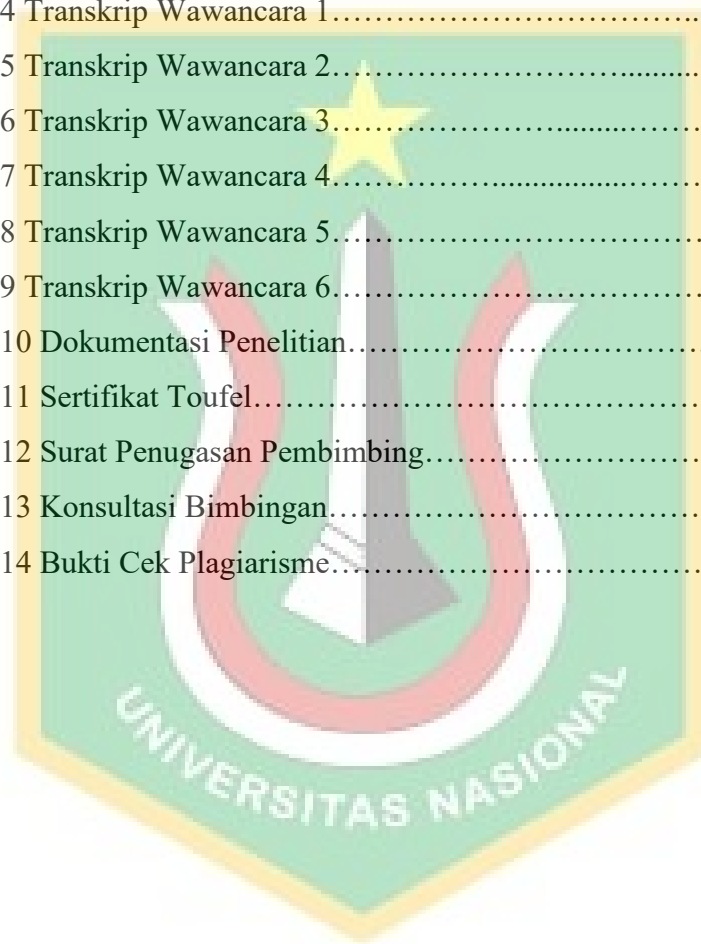 4 Transkrip Wawancara 1……………………………..
5 Transkrip Wawancara 2………………………..........
6 Transkrip Wawancara 3…………………..........……
7 Transkrip Wawancara 4……………...................……
8 Transkrip Wawancara 5………………………………
9 Transkrip Wawancara 6………………………………
10 Dokumentasi Penelitian……………………………
11 Sertifikat Toufel……………………………………
12 Surat Penugasan Pembimbing………………………
13 Konsultasi Bimbingan………………………………
14 Bukti Cek Plagiarisme………………………………
UNIVERSITAS NASIONAL